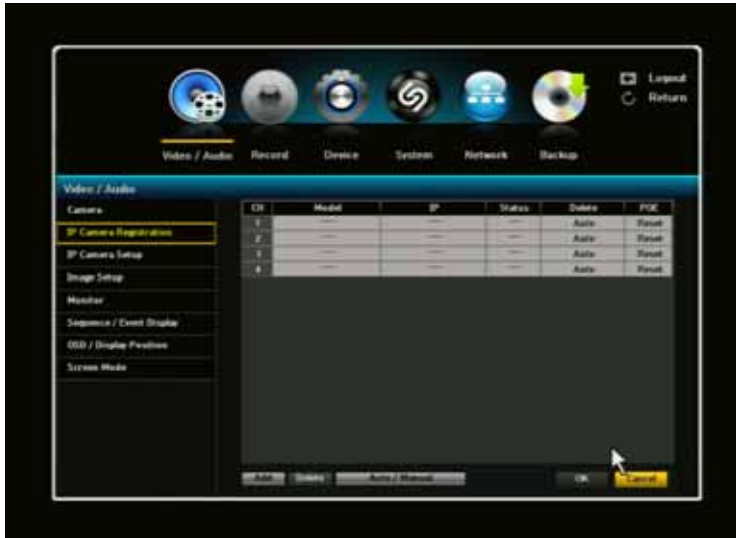 Logout
Return
Video / Audio Record Device System Network Backup
Video / Audio
Camera
IP Camera Registration
IP Camera Setup
Image Setup
Monitor
Sequence / Event Display
OSD / Display Position
Screen Mode
CH Model IP Status Delete POE
1 Auto Reset
2 Auto Reset
3 Auto Reset
4 Auto Reset
Add Delete Auto / Manual OK Cancel